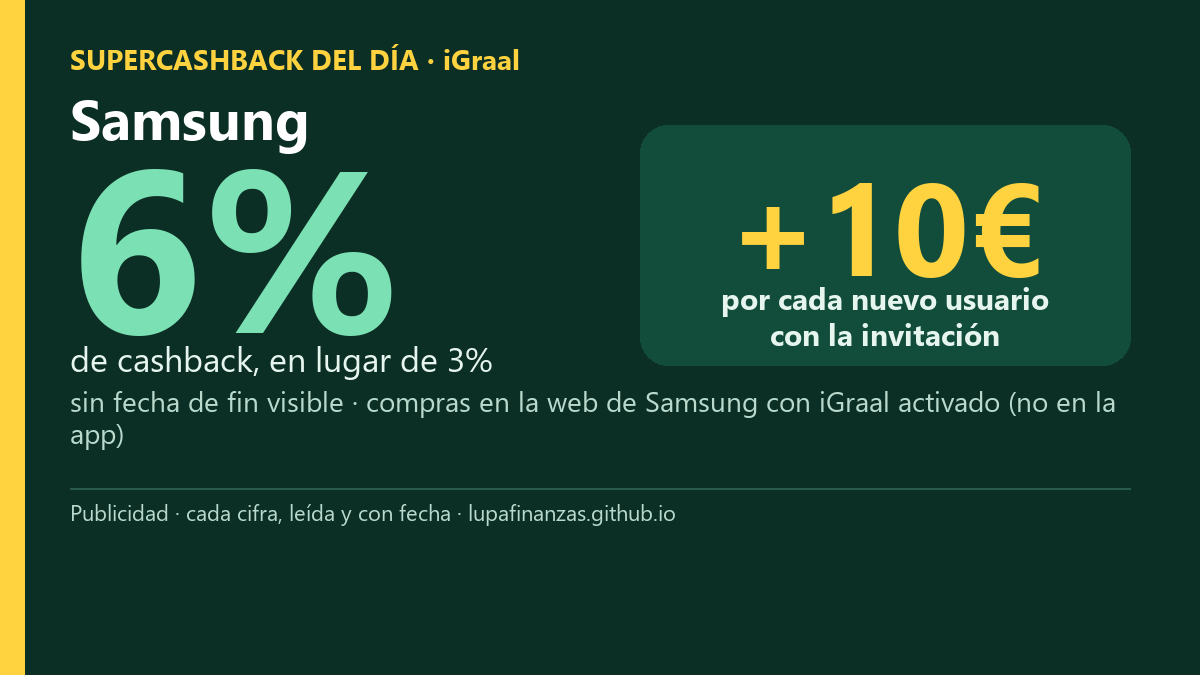 SUPERCASHBACK DEL DÍA · iGraal
Samsung
6%
de cashback, en lugar de 3%
+10€
por cada nuevo usuario
con la invitación
sin fecha de fin visible · compras en la web de Samsung con iGraal activado (no en la
app)
Publicidad · cada cifra, leída y con fecha · lupafinanzas.github.io